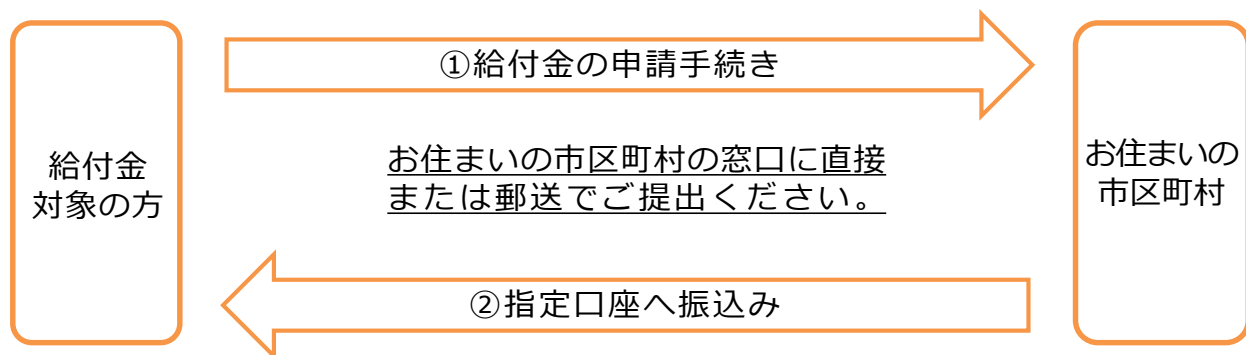 ①給付金の申請手続き
給付金
対象の方
お住まいの市区町村の窓口に直接
または郵送でご提出ください。
お住まいの
市区町村
②指定口座へ振込み